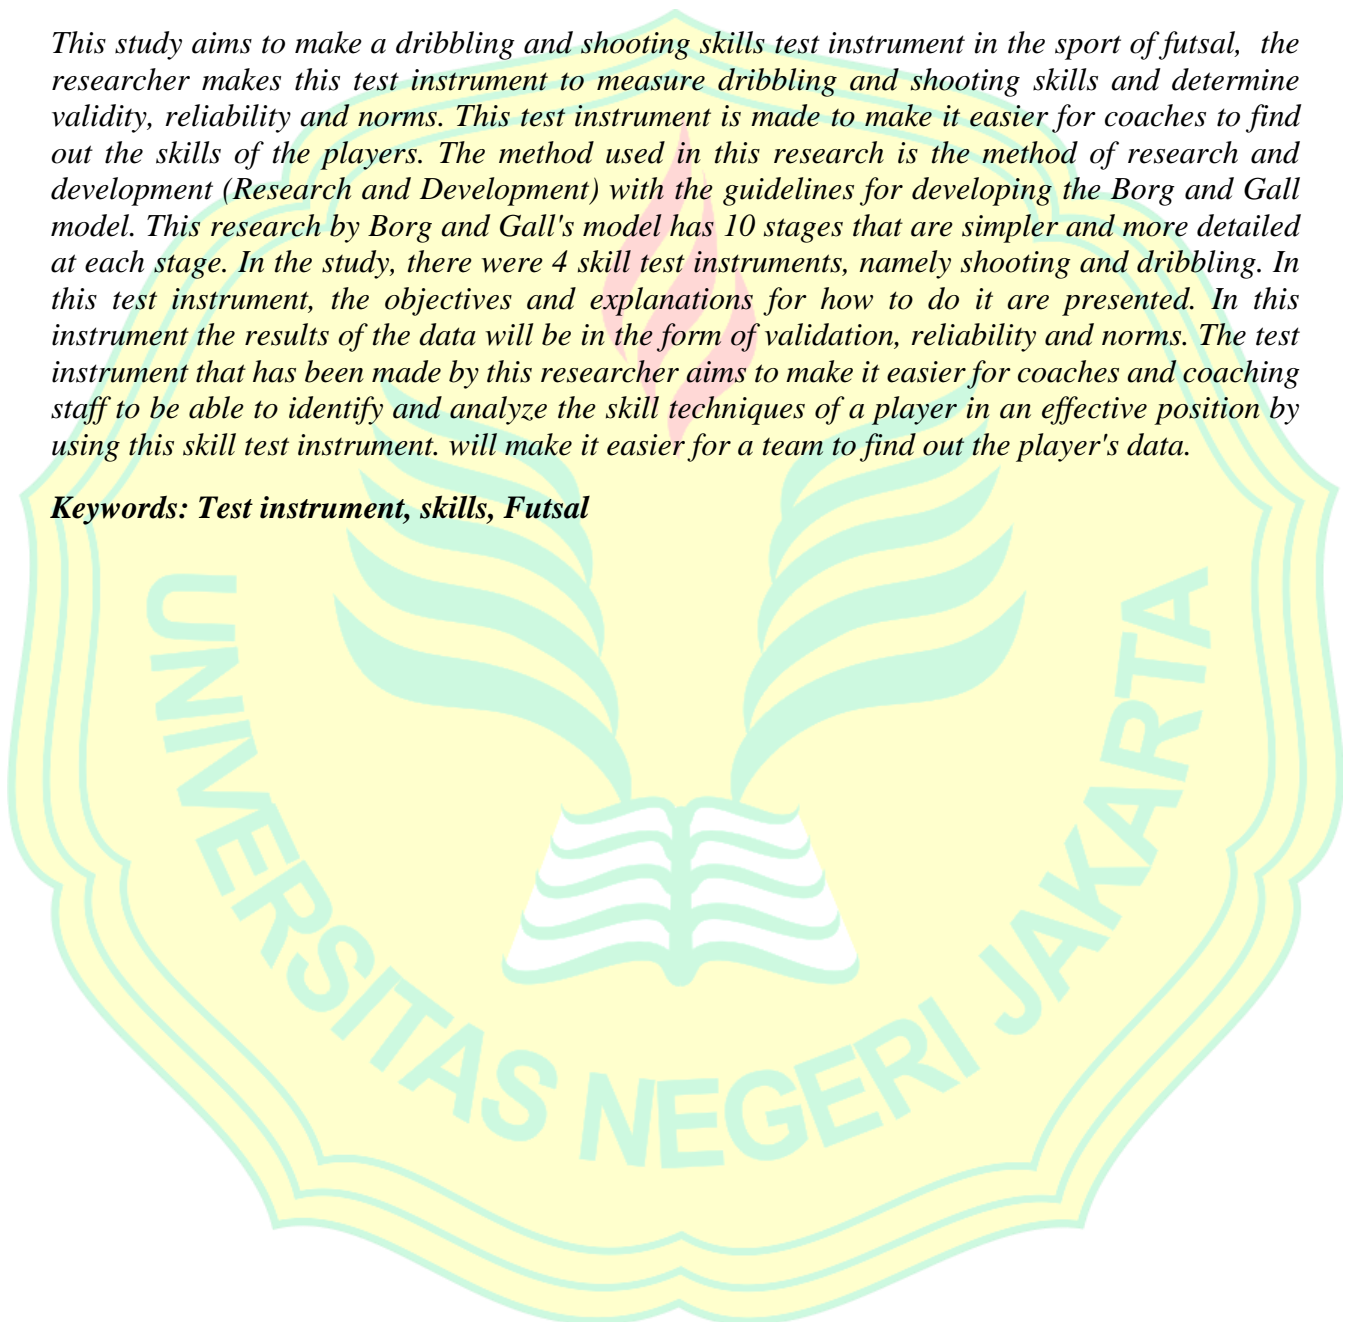 This study aims to make a dribbling and shooting skills test instrument in the sport of futsal, the
researcher makes this test instrument to measure dribbling and shooting skills and determine
validity, reliability and norms. This test instrument is made to make it easier for coaches to find
out the skills of the players. The method used in this research is the method of research and
development (Research and Development) with the guidelines for developing the Borg and Gall
model. This research by Borg and Gall's model has 10 stages that are simpler and more detailed
at each stage. In the study, there were 4 skill test instruments, namely shooting and dribbling. In
this test instrument, the objectives and explanations for how to do it are presented. In this
instrument the results of the data will be in the form of validation, reliability and norms. The test
instrument that has been made by this researcher aims to make it easier for coaches and coaching
staff to be able to identify and analyze the skill techniques of a player in an effective position by
using this skill test instrument. will make it easier for a team to find out the player's data.
Keywords: Test instrument, skills, Futsal
UNIVERSITAS NEGERI JAKARTA